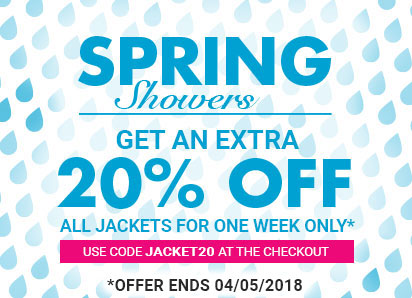 SPRING
Showers
GET AN EXTRA
20% OFF
ALL JACKETS FOR ONE WEEK ONLY*
USE CODE JACKET20 AT THE CHECKOUT
*OFFER ENDS 04/05/2018